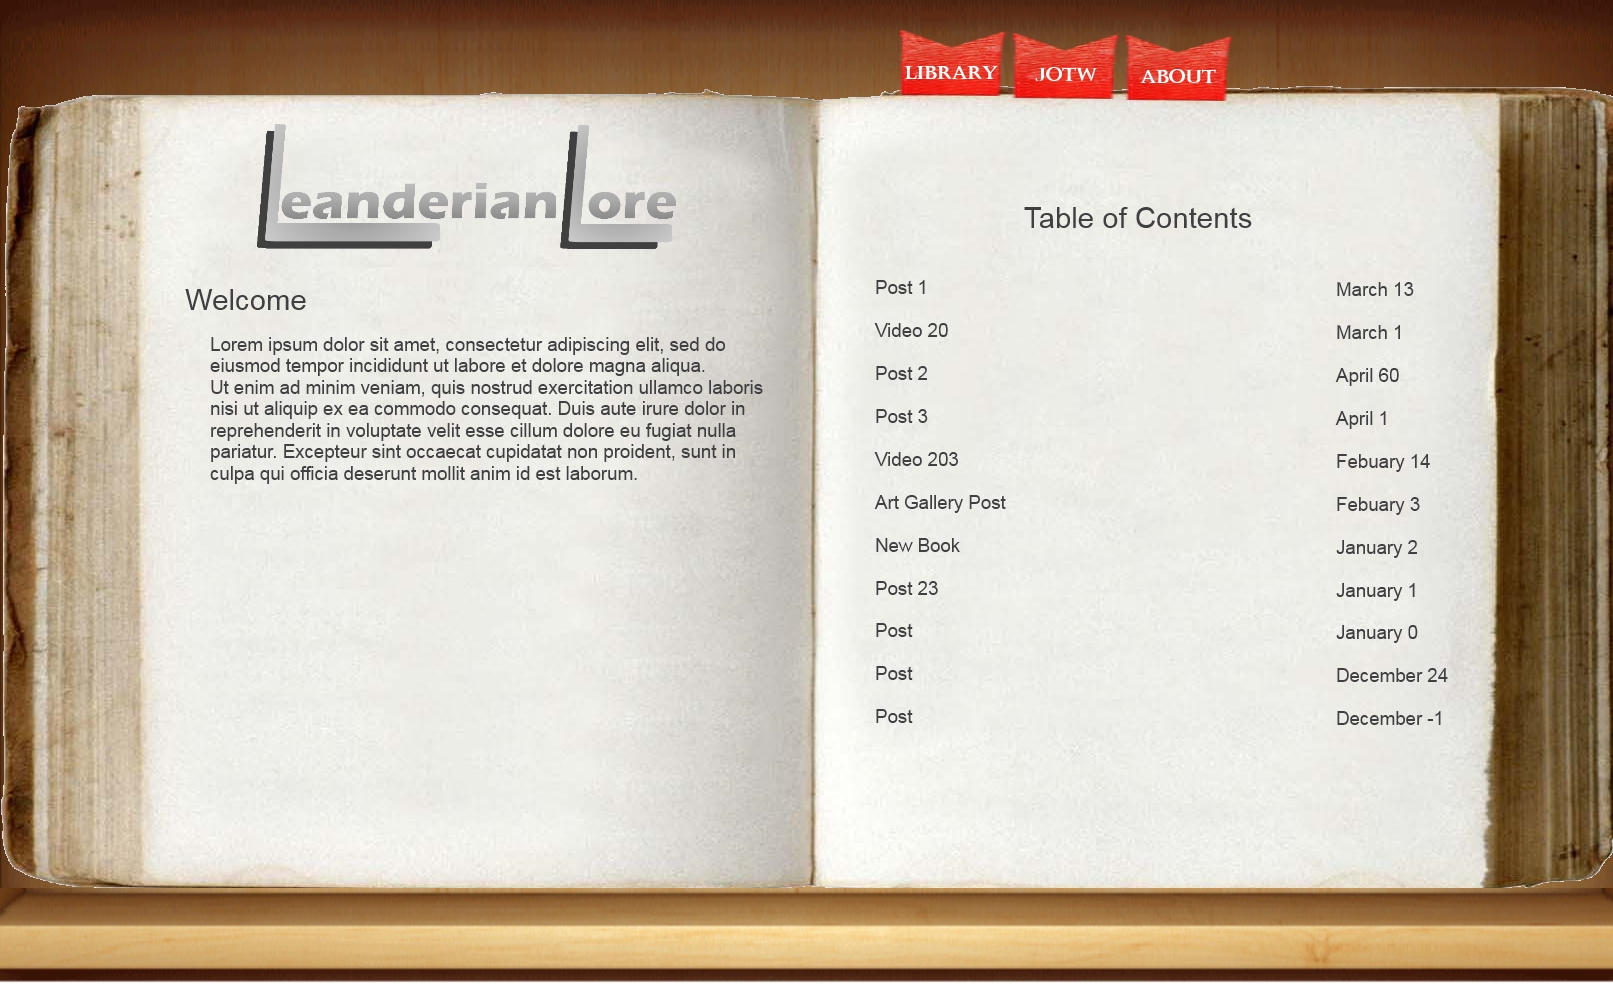 LIBRARY JOTW ABOUT
Leanderian Lore
Welcome
Lorem ipsum dolor sit amet, consectetur adipiscing elit, sed do
eiusmod tempor incididunt ut labore et dolore magna aliqua.
Ut enim ad minim veniam, quis nostrud exercitation ullamco laboris
nisi ut aliquip ex ea commodo consequat. Duis aute irure dolor in
reprehenderit in voluptate velit esse cillum dolore eu fugiat nulla
pariatur. Excepteur sint occaecat cupidatat non proident, sunt in
culpa qui officia deserunt mollit anim id est laborum.
Table of Contents
Post 1 March 13
Video 20 March 1
Post 2 April 60
Post 3 April 1
Video 203 Febuary 14
Art Gallery Post Febuary 3
New Book January 2
Post 23 January 1
Post January 0
Post December 24
Post December -1